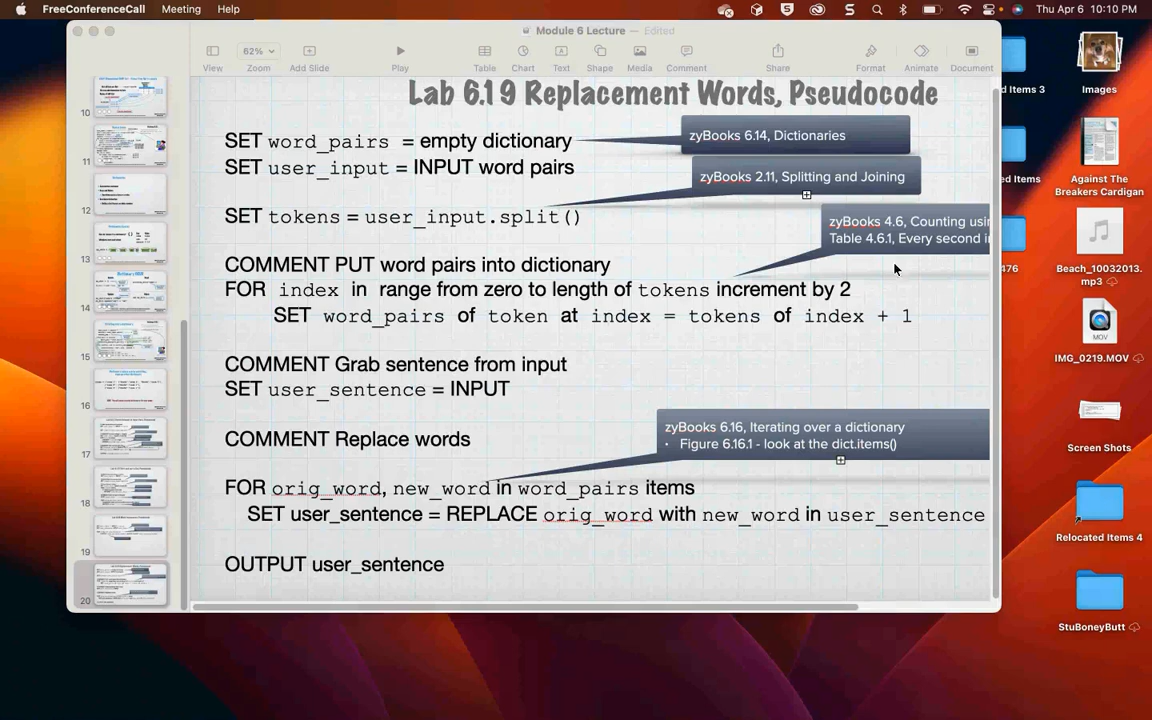 FreeConferenceCall Meeting Help Thu Apr 6 10:10 PM
Module 6 Lecture — Edited
62%
View Zoom Add Slide Play Table Chart Text Shape Media Comment Share Format Animate Document
10
11
12
13
14
15
16
17
18
19
20
Lab 6.19 Replacement Words, Pseudocode
SET word_pairs = empty dictionary
zyBooks 6.14, Dictionaries
SET user_input = INPUT word pairs
zyBooks 2.11, Splitting and Joining
SET tokens = user_input.split()
zyBooks 4.6, Counting usin
Table 4.6.1, Every second in
COMMENT PUT word pairs into dictionary
FOR index in range from zero to length of tokens increment by 2
SET word_pairs of token at index = tokens of index + 1
COMMENT Grab sentence from input
SET user_sentence = INPUT
COMMENT Replace words
zyBooks 6.16, Iterating over a dictionary
• Figure 6.16.1 - look at the dict.items()
FOR orig_word, new_word in word_pairs items
SET user_sentence = REPLACE orig_word with new_word in user_sentence
OUTPUT user_sentence
d Items 3
ed Items
476
Images
Against The
Breakers Cardigan
Beach_10032013.
mp3
MOV
IMG_0219.MOV
Screen Shots
Relocated Items 4
StuBoneyButt